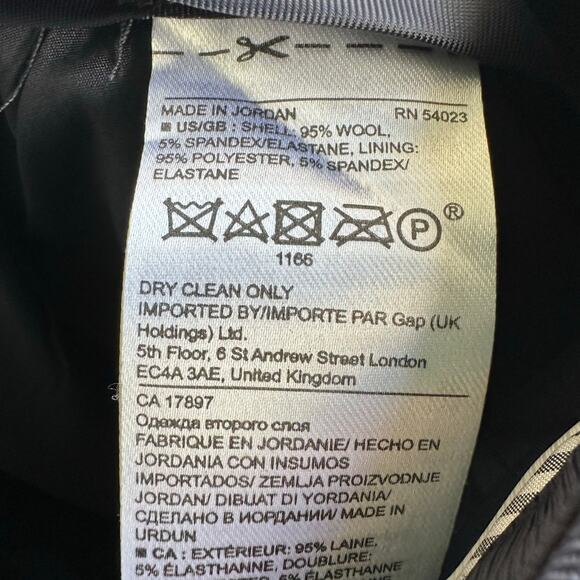 MADE IN JORDAN RN 54023
■ US/GB : SHELL: 95% WOOL,
5% SPANDEX/ELASTANE, LINING:
95% POLYESTER, 5% SPANDEX/
ELASTANE
P ®
1166
DRY CLEAN ONLY
IMPORTED BY/IMPORTE PAR Gap (UK
Holdings) Ltd.
5th Floor, 6 St Andrew Street London
EC4A 3AE, United Kingdom
CA 17897
Одежда второго слоя
FABRIQUE EN JORDANIE/ HECHO EN
JORDANIA CON INSUMOS
IMPORTADOS/ ZEMLJA PROIZVODNJE
JORDAN/ DIBUAT DI YORDANIA/
СДЕЛАНО В ИОРДАНИИ/ MADE IN
URDUN
■ CA : EXTÉRIEUR: 95% LAINE,
5% ÉLASTHANNE, DOUBLURE:
5% ÉLASTHANNE